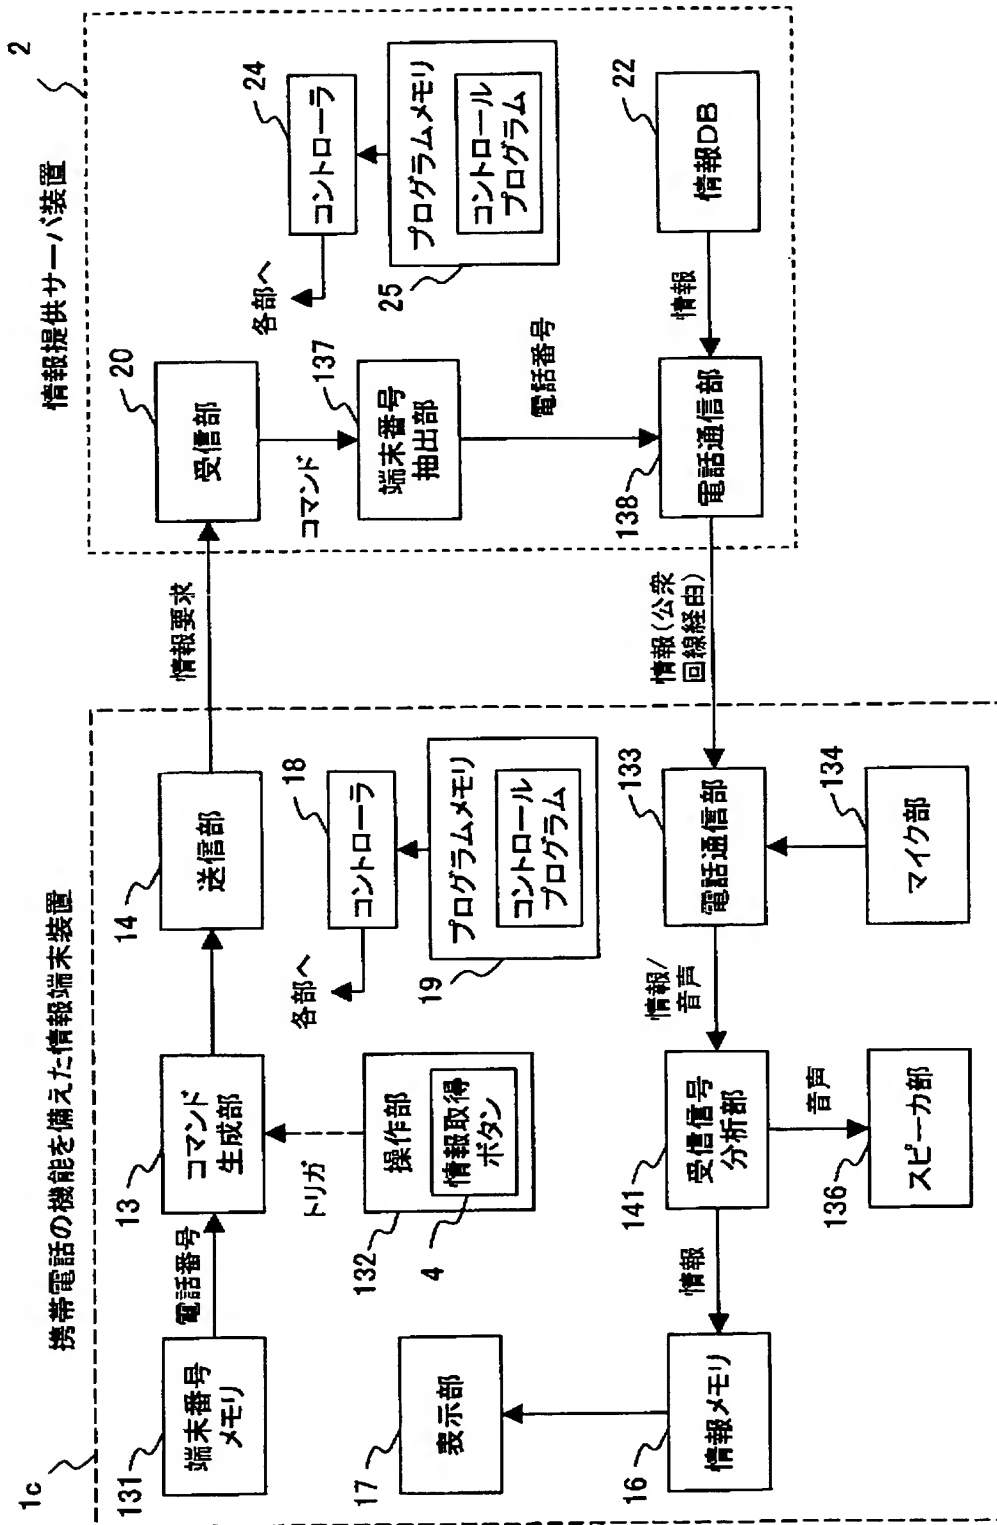 1c
携帯電話の機能を備えた情報端末装置
131
端末番号
メモリ
電話番号
13
コマンド
生成部
14
送信部
トリガ
132
操作部
4
情報取得
ボタン
各部へ
18
コントローラ
19
プログラムメモリ
コントロール
プログラム
17
表示部
16
情報メモリ
情報
141
受信信号
分析部
音声
136
スピーカ部
情報/
音声
133
電話通信部
134
マイク部
情報要求
情報(公衆
回線経由)
情報提供サーバ装置
2
20
受信部
コマンド
137
端末番号
抽出部
電話番号
各部へ
24
コントローラ
25
プログラムメモリ
コントロール
プログラム
138
電話通信部
情報
22
情報DB